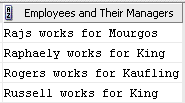 A
Z
Employees and Their Managers
Rajs works for Mourgos
Raphaely works for King
Rogers works for Kaufling
Russell works for King